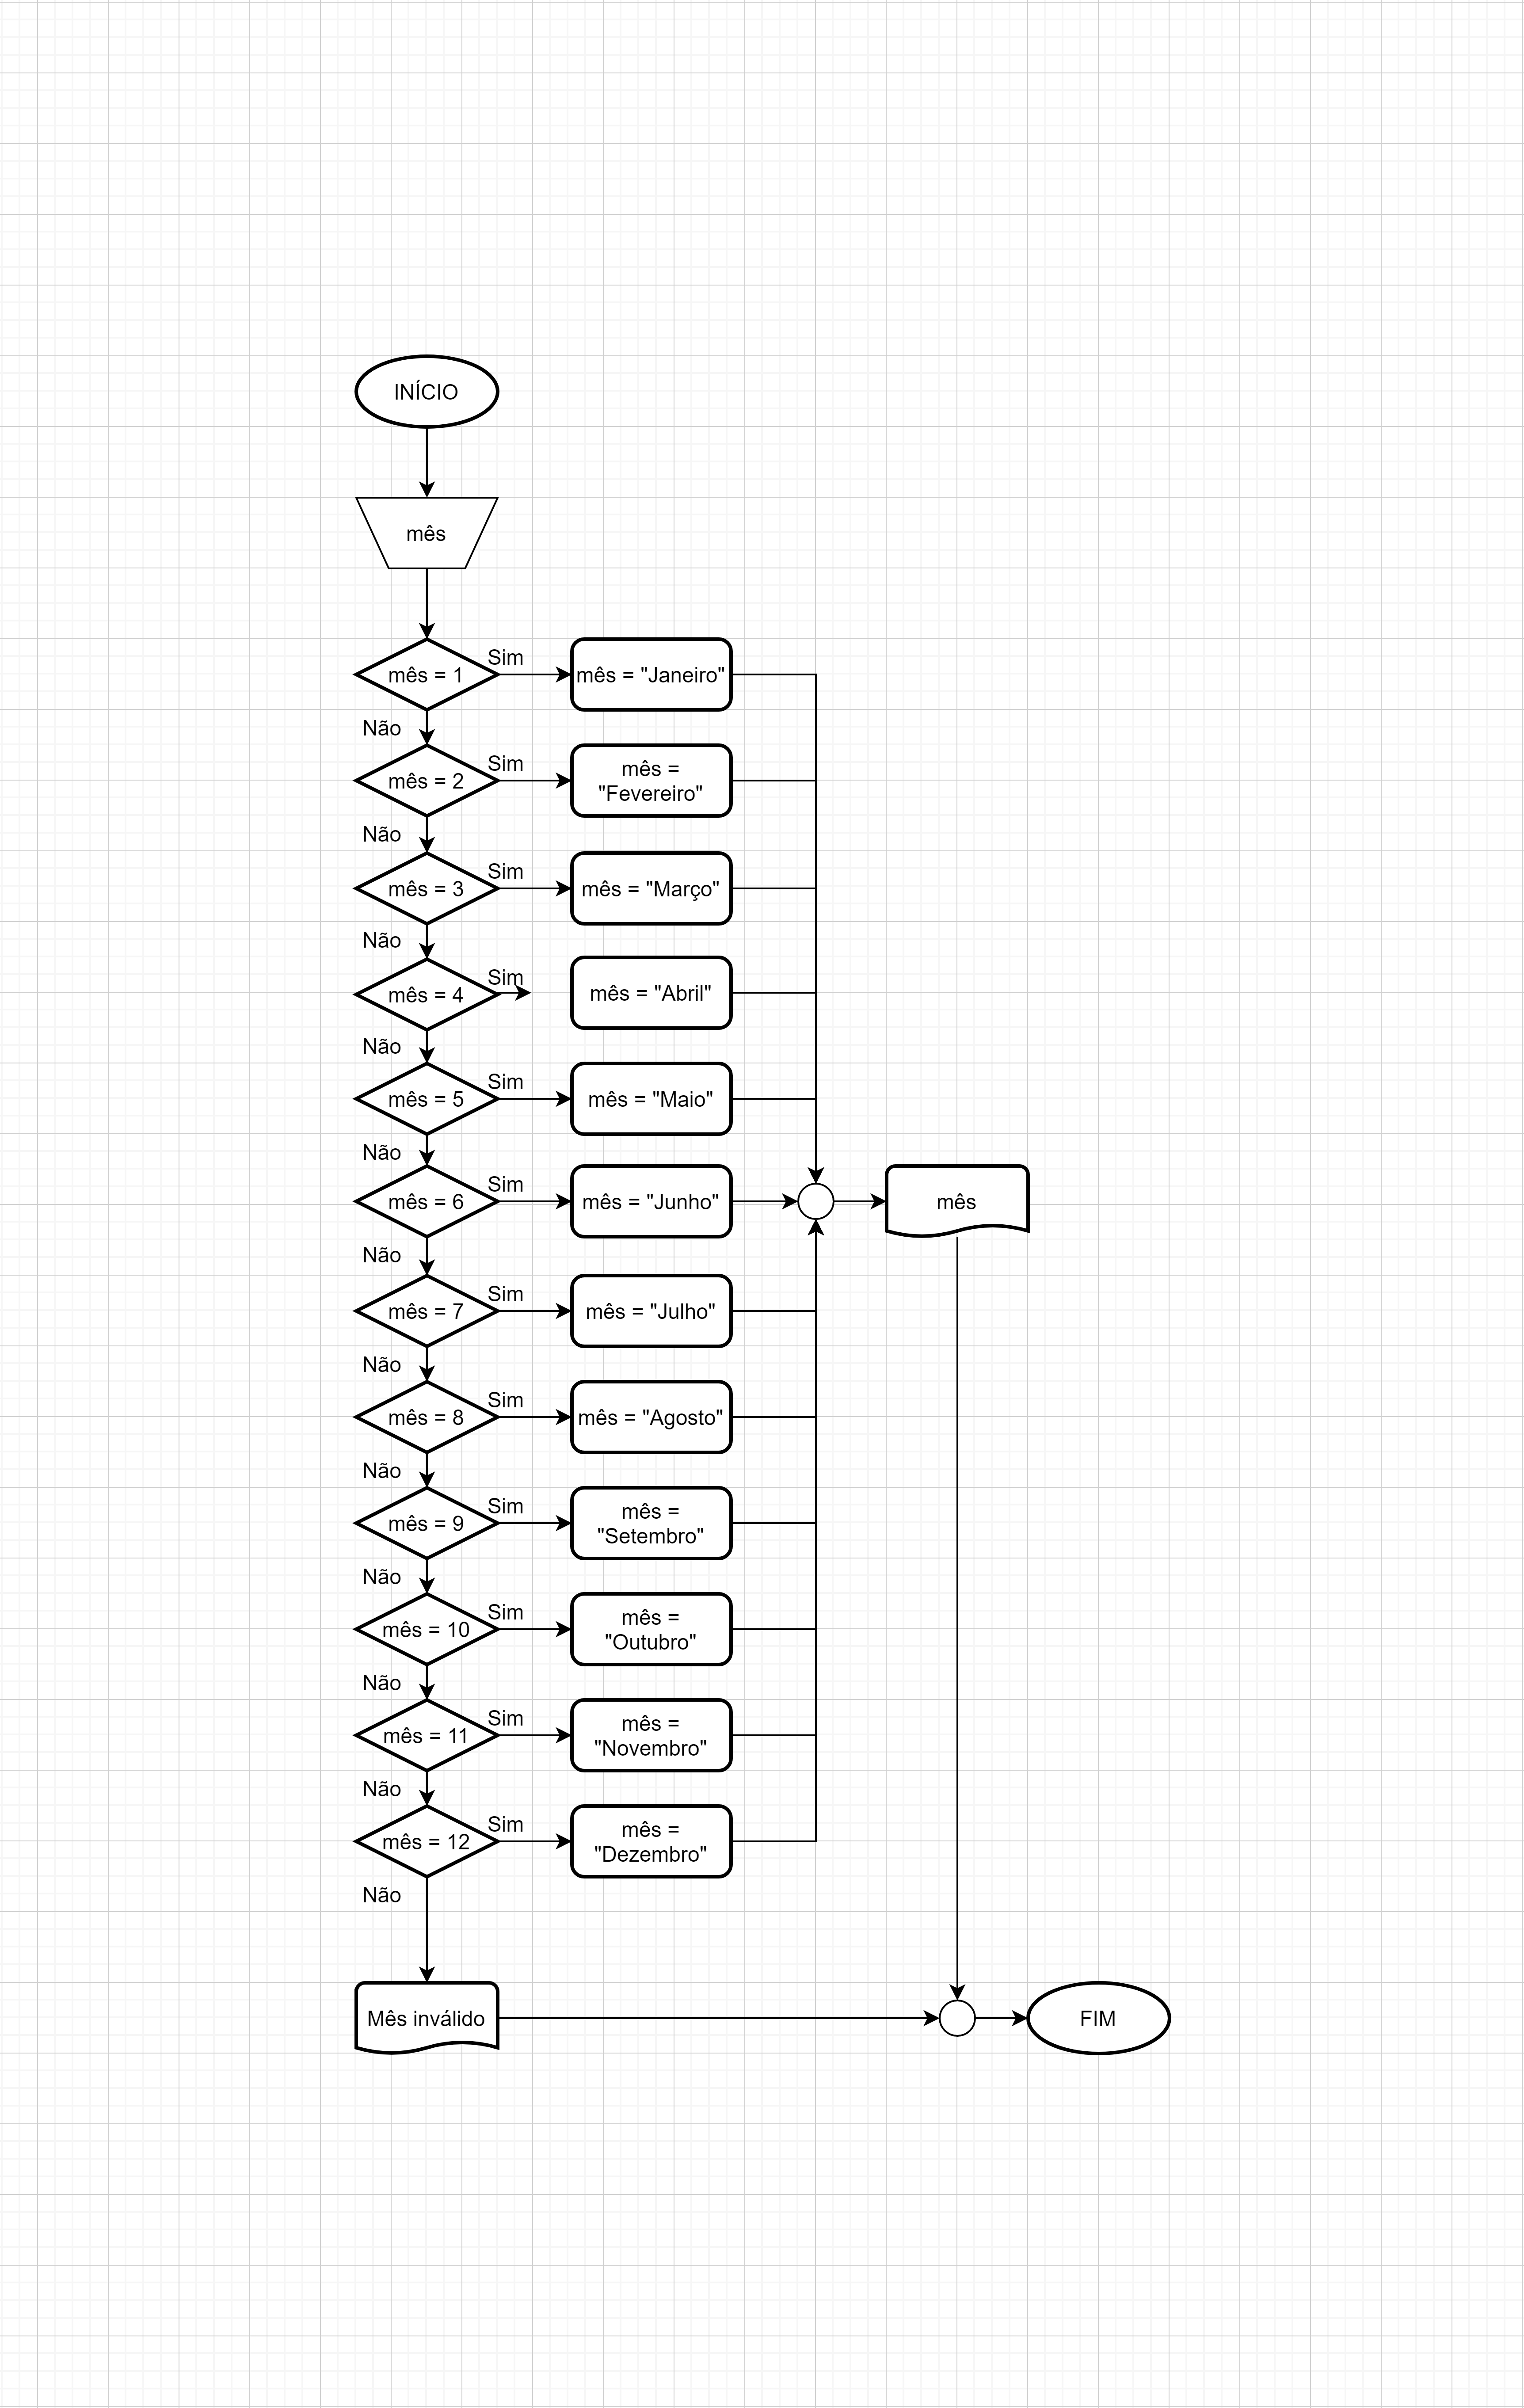 INÍCIO
mês
mês = 1
Sim
mês = "Janeiro"
Não
mês = 2
Sim
mês =
"Fevereiro"
Não
mês = 3
Sim
mês = "Março"
Não
mês = 4
Sim
mês = "Abril"
Não
mês = 5
Sim
mês = "Maio"
Não
mês = 6
Sim
mês = "Junho"
mês
Não
mês = 7
Sim
mês = "Julho"
Não
mês = 8
Sim
mês = "Agosto"
Não
mês = 9
Sim
mês =
"Setembro"
Não
mês = 10
Sim
mês =
"Outubro"
Não
mês = 11
Sim
mês =
"Novembro"
Não
mês = 12
Sim
mês =
"Dezembro"
Não
Mês inválido
FIM